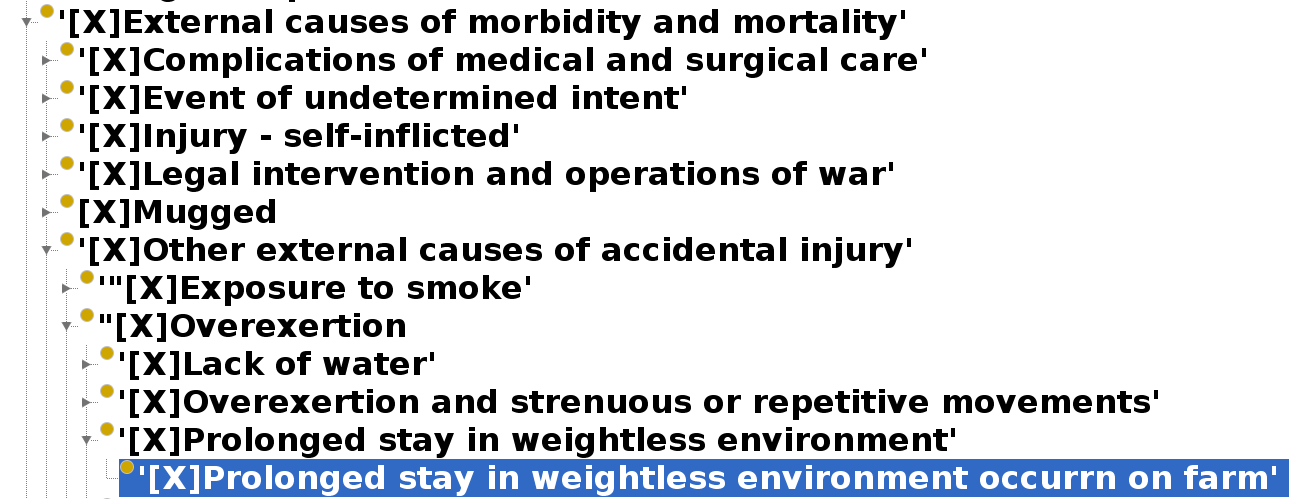 '[X]External causes of morbidity and mortality'
'[X]Complications of medical and surgical care'
'[X]Event of undetermined intent'
'[X]Injury - self-inflicted'
'[X]Legal intervention and operations of war'
[X]Mugged
'[X]Other external causes of accidental injury'
'"[X]Exposure to smoke'
"[X]Overexertion
'[X]Lack of water'
'[X]Overexertion and strenuous or repetitive movements'
'[X]Prolonged stay in weightless environment'
'[X]Prolonged stay in weightless environment occurrn on farm'